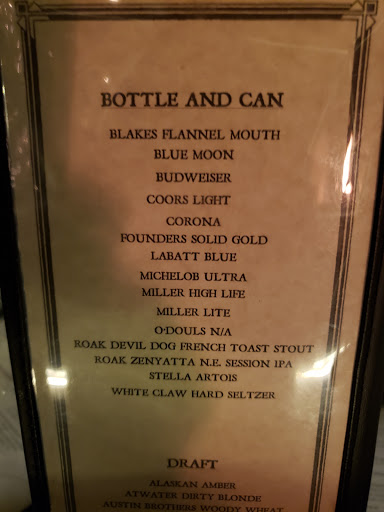 BOTTLE AND CAN
BLAKES FLANNEL MOUTH
BLUE MOON
BUDWEISER
COORS LIGHT
CORONA
FOUNDERS SOLID GOLD
LABATT BLUE
MICHELOB ULTRA
MILLER HIGH LIFE
MILLER LITE
O'DOULS N/A
ROAK DEVIL DOG FRENCH TOAST STOUT
ROAK ZENYATTA N.E. SESSION IPA
STELLA ARTOIS
WHITE CLAW HARD SELTZER
DRAFT
ALASKAN AMBER
ATWATER DIRTY BLONDE
AUSTIN BROTHERS WOODY WHEAT